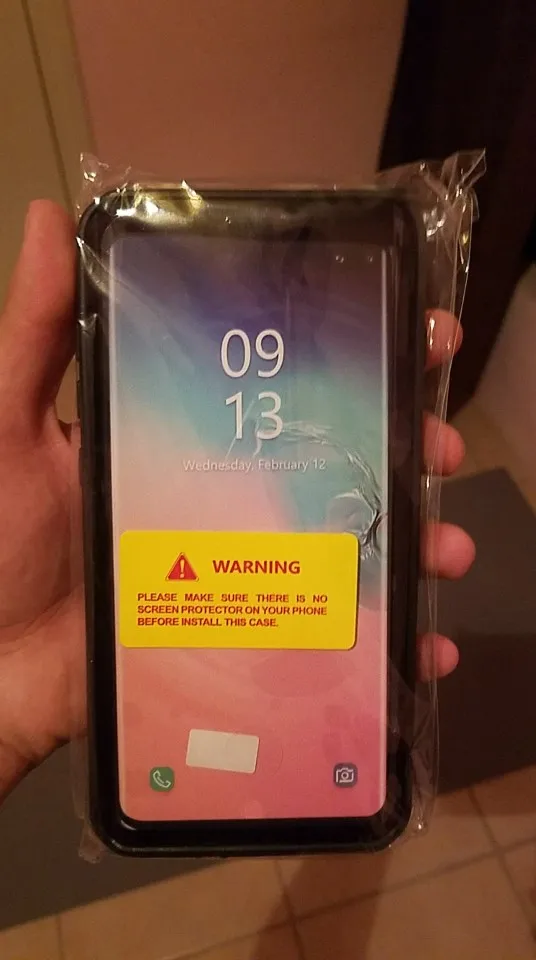 09
13
Wednesday, February 12
WARNING
PLEASE MAKE SURE THERE IS NO
SCREEN PROTECTOR ON YOUR PHONE
BEFORE INSTALL THIS CASE.